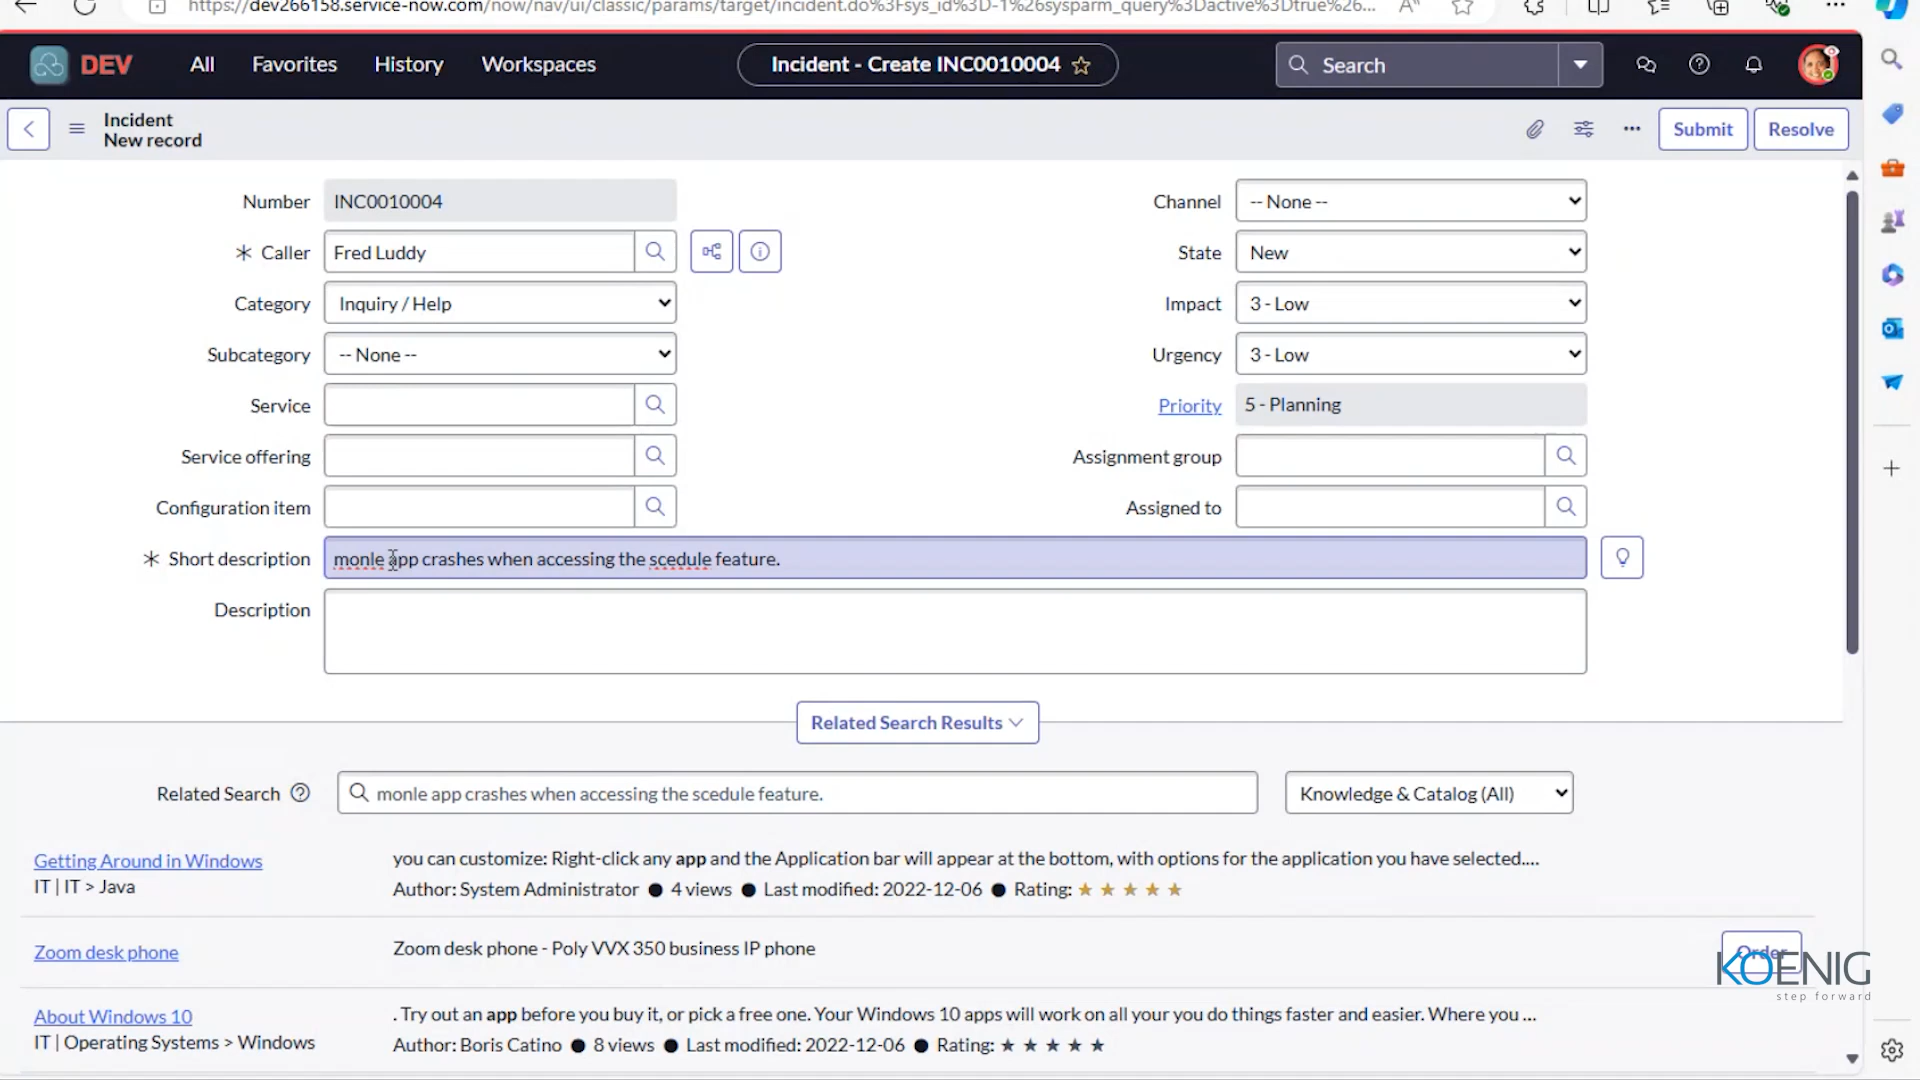 https://dev266158.service-now.com/now/nav/ui/classic/params/target/incident.do%3Fsys_id%3D-1%26sysparm_query%3Dactive%3Dtrue%26...
DEV All Favorites History Workspaces Incident - Create INC0010004 Search
Incident
New record
Submit Resolve
Number INC0010004 Channel -- None --
* Caller Fred Luddy State New
Category Inquiry / Help Impact 3 - Low
Subcategory -- None -- Urgency 3 - Low
Service Priority 5 - Planning
Service offering Assignment group
Configuration item Assigned to
* Short description monle app crashes when accessing the scedule feature.
Description
Related Search Results
Related Search monle app crashes when accessing the scedule feature. Knowledge & Catalog (All)
Getting Around in Windows you can customize: Right-click any app and the Application bar will appear at the bottom, with options for the application you have selected....
IT | IT > Java Author: System Administrator ● 4 views ● Last modified: 2022-12-06 ● Rating: ★ ★ ★ ★ ★
Zoom desk phone Zoom desk phone - Poly VVX 350 business IP phone Order
KOENIG
step forward
About Windows 10 . Try out an app before you buy it, or pick a free one. Your Windows 10 apps will work on all your you do things faster and easier. Where you ...
IT | Operating Systems > Windows Author: Boris Catino ● 8 views ● Last modified: 2022-12-06 ● Rating: ★ ★ ★ ★ ★